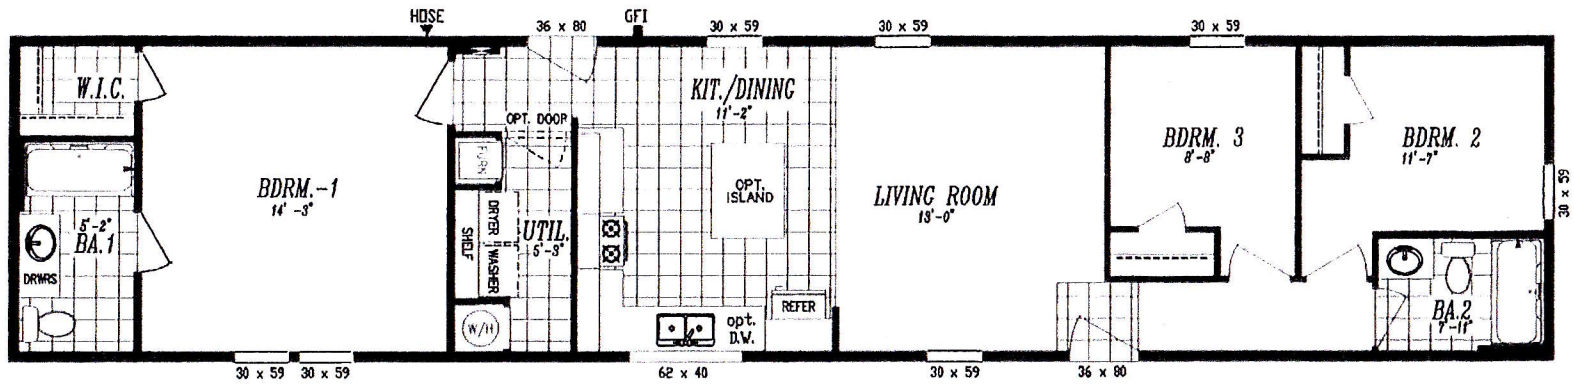 HOSE
36 x 80
GFI
30 x 59
30 x 59
30 x 59
W.I.C.
KIT./DINING
11'-2"
OPT. DOOR
FURN
BDRM.-1
14' -3"
5'-2"
BA.1
DRWRS
DRYER
WASHER
SHELF
UTIL.
5'-3"
W/H
OPT.
ISLAND
REFER
opt.
D.W.
LIVING ROOM
13'-0"
BDRM. 3
8'-8"
BDRM. 2
11'-7"
30 x 59
BA.2
7'-11"
30 x 59
30 x 59
62 x 40
30 x 59
36 x 80